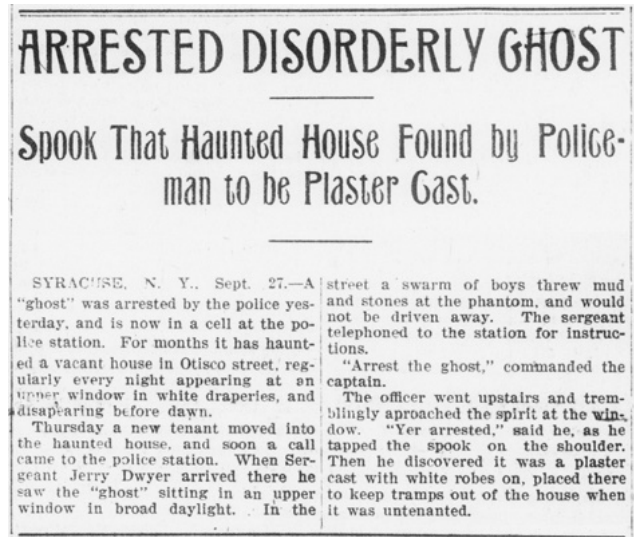 ARRESTED DISORDERLY GHOST
Spook That Haunted House Found by Police-
man to be Plaster Cast.
SYRACUSE, N. Y., Sept. 27.—A
"ghost" was arrested by the police yes-
terday, and is now in a cell at the po-
lice station. For months it has haunt-
ed a vacant house in Otisco street, reg-
ularly every night appearing at an
upper window in white draperies, and
disapearing before dawn.
Thursday a new tenant moved into
the haunted house, and soon a call
came to the police station. When Ser-
geant Jerry Dwyer arrived there he
saw the "ghost" sitting in an upper
window in broad daylight. In the
street a swarm of boys threw mud
and stones at the phantom, and would
not be driven away. The sergeant
telephoned to the station for instruc-
tions.
"Arrest the ghost," commanded the
captain.
The officer went upstairs and trem-
blingly aproached the spirit at the win-
dow. "Yer arrested," said he, as he
tapped the spook on the shoulder.
Then he discovered it was a plaster
cast with white robes on, placed there
to keep tramps out of the house when
it was untenanted.